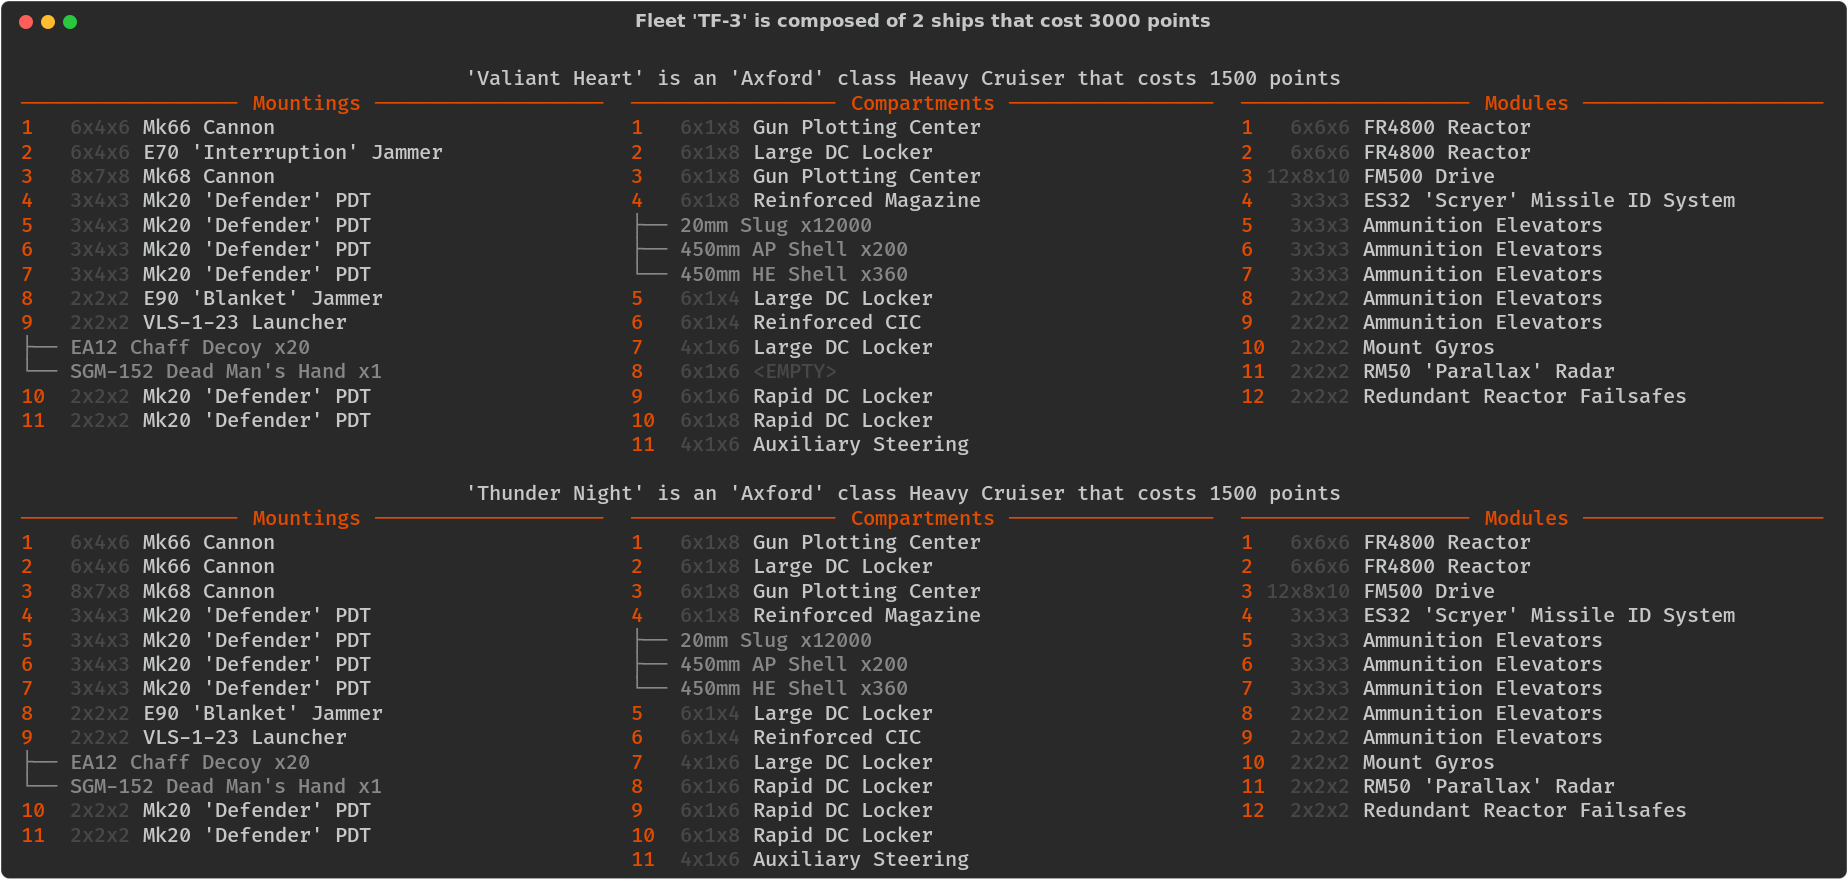 Fleet 'TF-3' is composed of 2 ships that cost 3000 points
'Valiant Heart' is an 'Axford' class Heavy Cruiser that costs 1500 points
Mountings
1 6x4x6 Mk66 Cannon
2 6x4x6 E70 'Interruption' Jammer
3 8x7x8 Mk68 Cannon
4 3x4x3 Mk20 'Defender' PDT
5 3x4x3 Mk20 'Defender' PDT
6 3x4x3 Mk20 'Defender' PDT
7 3x4x3 Mk20 'Defender' PDT
8 2x2x2 E90 'Blanket' Jammer
9 2x2x2 VLS-1-23 Launcher
├── EA12 Chaff Decoy x20
└── SGM-152 Dead Man's Hand x1
10 2x2x2 Mk20 'Defender' PDT
11 2x2x2 Mk20 'Defender' PDT
Compartments
1 6x1x8 Gun Plotting Center
2 6x1x8 Large DC Locker
3 6x1x8 Gun Plotting Center
4 6x1x8 Reinforced Magazine
├── 20mm Slug x12000
├── 450mm AP Shell x200
└── 450mm HE Shell x360
5 6x1x4 Large DC Locker
6 6x1x4 Reinforced CIC
7 4x1x6 Large DC Locker
8 6x1x6 <EMPTY>
9 6x1x6 Rapid DC Locker
10 6x1x8 Rapid DC Locker
11 4x1x6 Auxiliary Steering
Modules
1 6x6x6 FR4800 Reactor
2 6x6x6 FR4800 Reactor
3 12x8x10 FM500 Drive
4 3x3x3 ES32 'Scryer' Missile ID System
5 3x3x3 Ammunition Elevators
6 3x3x3 Ammunition Elevators
7 3x3x3 Ammunition Elevators
8 2x2x2 Ammunition Elevators
9 2x2x2 Ammunition Elevators
10 2x2x2 Mount Gyros
11 2x2x2 RM50 'Parallax' Radar
12 2x2x2 Redundant Reactor Failsafes
'Thunder Night' is an 'Axford' class Heavy Cruiser that costs 1500 points
Mountings
1 6x4x6 Mk66 Cannon
2 6x4x6 Mk66 Cannon
3 8x7x8 Mk68 Cannon
4 3x4x3 Mk20 'Defender' PDT
5 3x4x3 Mk20 'Defender' PDT
6 3x4x3 Mk20 'Defender' PDT
7 3x4x3 Mk20 'Defender' PDT
8 2x2x2 E90 'Blanket' Jammer
9 2x2x2 VLS-1-23 Launcher
├── EA12 Chaff Decoy x20
└── SGM-152 Dead Man's Hand x1
10 2x2x2 Mk20 'Defender' PDT
11 2x2x2 Mk20 'Defender' PDT
Compartments
1 6x1x8 Gun Plotting Center
2 6x1x8 Large DC Locker
3 6x1x8 Gun Plotting Center
4 6x1x8 Reinforced Magazine
├── 20mm Slug x12000
├── 450mm AP Shell x200
└── 450mm HE Shell x360
5 6x1x4 Large DC Locker
6 6x1x4 Reinforced CIC
7 4x1x6 Large DC Locker
8 6x1x6 Rapid DC Locker
9 6x1x6 Rapid DC Locker
10 6x1x8 Rapid DC Locker
11 4x1x6 Auxiliary Steering
Modules
1 6x6x6 FR4800 Reactor
2 6x6x6 FR4800 Reactor
3 12x8x10 FM500 Drive
4 3x3x3 ES32 'Scryer' Missile ID System
5 3x3x3 Ammunition Elevators
6 3x3x3 Ammunition Elevators
7 3x3x3 Ammunition Elevators
8 2x2x2 Ammunition Elevators
9 2x2x2 Ammunition Elevators
10 2x2x2 Mount Gyros
11 2x2x2 RM50 'Parallax' Radar
12 2x2x2 Redundant Reactor Failsafes